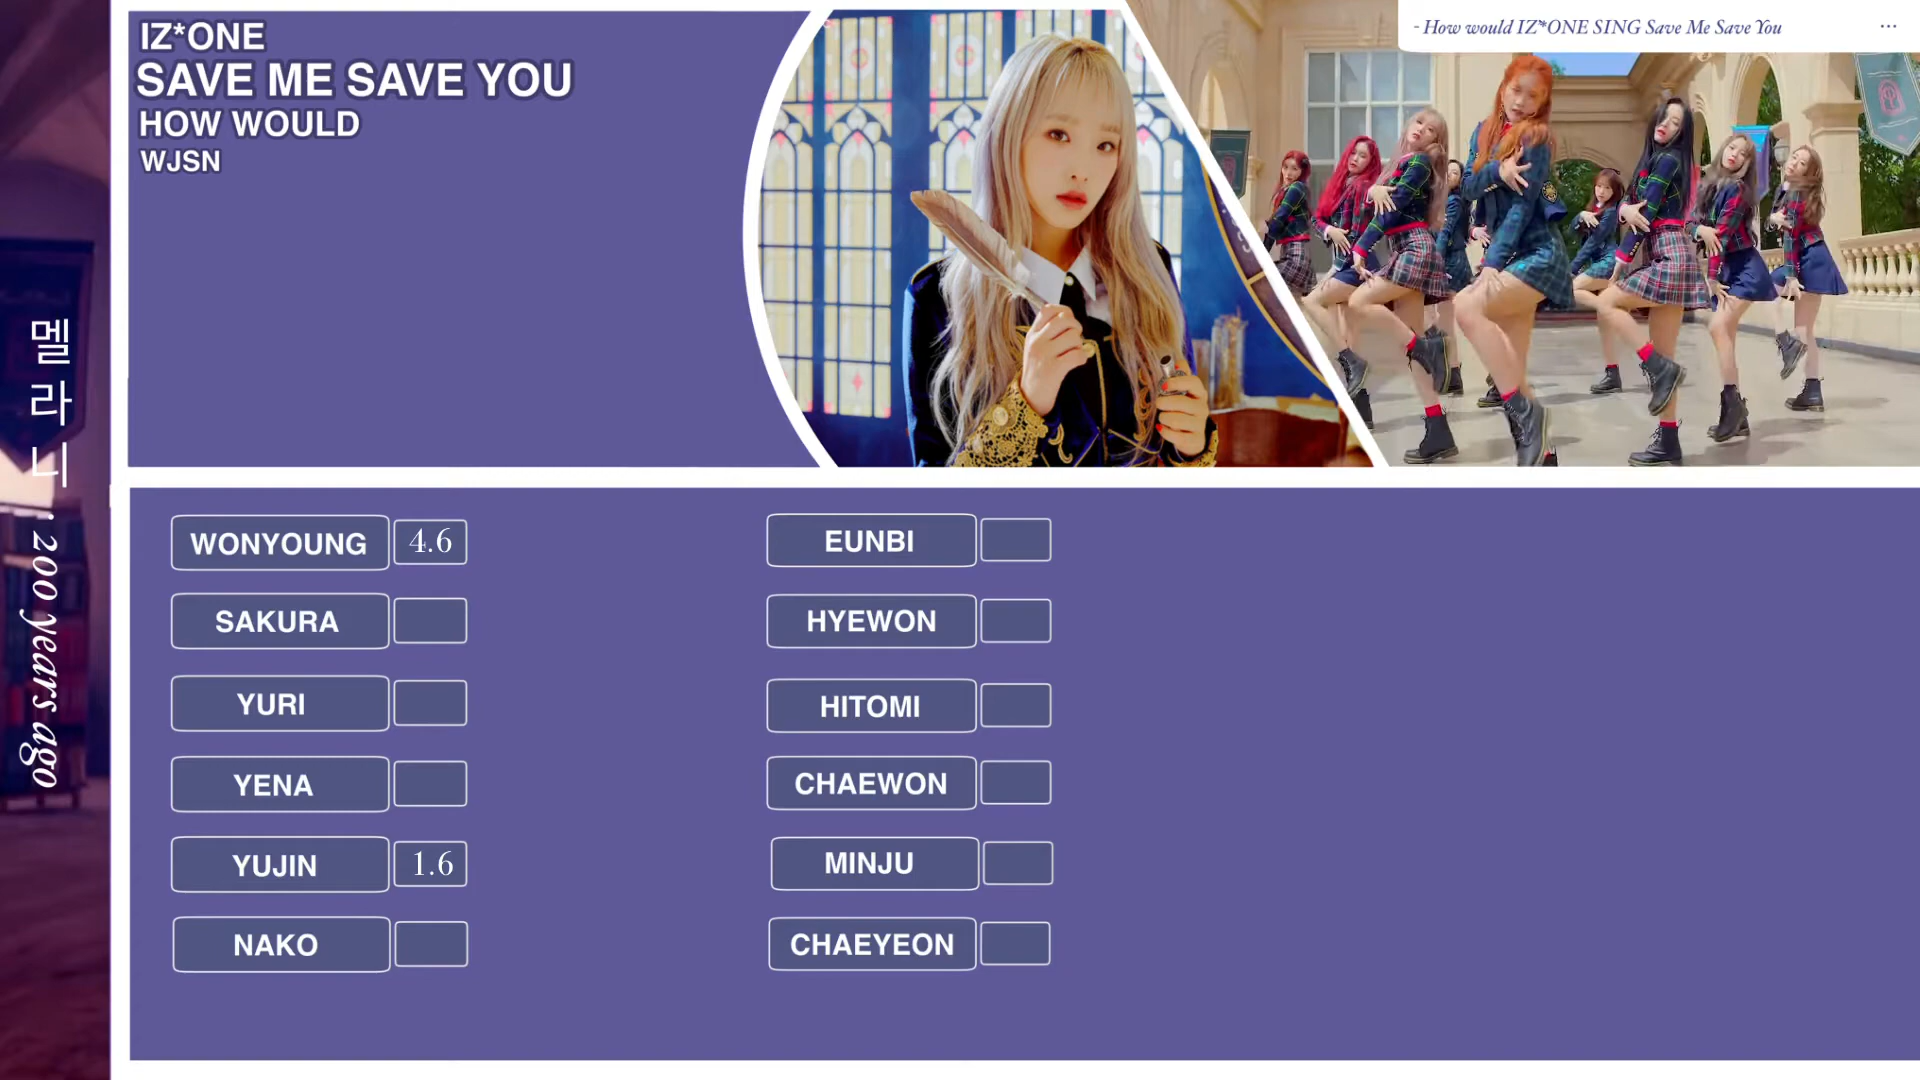 IZ*ONE
SAVE ME SAVE YOU
HOW WOULD
WJSN
- How would IZ*ONE SING Save Me Save You ...
멜라니 ' 200 years ago
WONYOUNG 4.6
SAKURA
YURI
YENA
YUJIN 1.6
NAKO
EUNBI
HYEWON
HITOMI
CHAEWON
MINJU
CHAEYEON